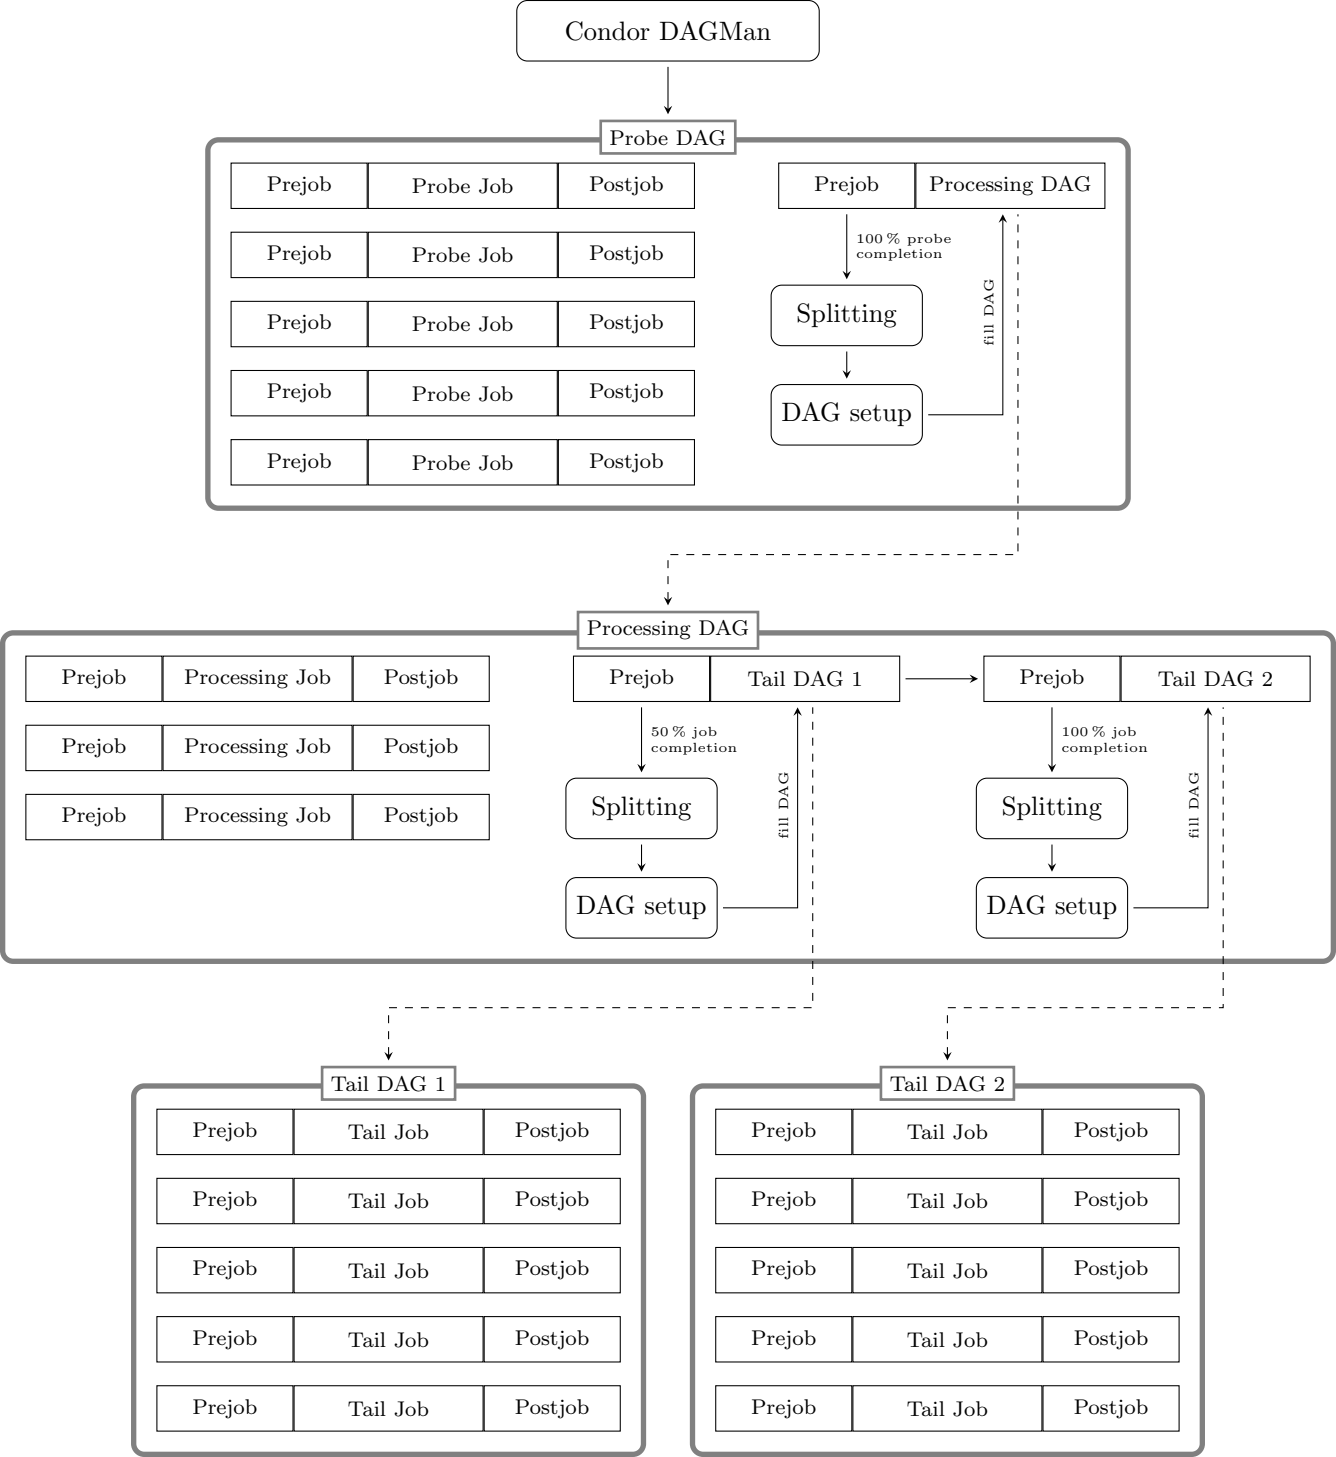 Condor DAGMan
Probe DAG
Prejob Probe Job Postjob
Prejob Probe Job Postjob
Prejob Probe Job Postjob
Prejob Probe Job Postjob
Prejob Probe Job Postjob
Prejob Processing DAG
100 % probe
completion
Splitting
fill DAG
DAG setup
Processing DAG
Prejob Processing Job Postjob
Prejob Processing Job Postjob
Prejob Processing Job Postjob
Prejob Tail DAG 1
50 % job
completion
Splitting
fill DAG
DAG setup
Prejob Tail DAG 2
100 % job
completion
Splitting
fill DAG
DAG setup
Tail DAG 1
Prejob Tail Job Postjob
Prejob Tail Job Postjob
Prejob Tail Job Postjob
Prejob Tail Job Postjob
Prejob Tail Job Postjob
Tail DAG 2
Prejob Tail Job Postjob
Prejob Tail Job Postjob
Prejob Tail Job Postjob
Prejob Tail Job Postjob
Prejob Tail Job Postjob